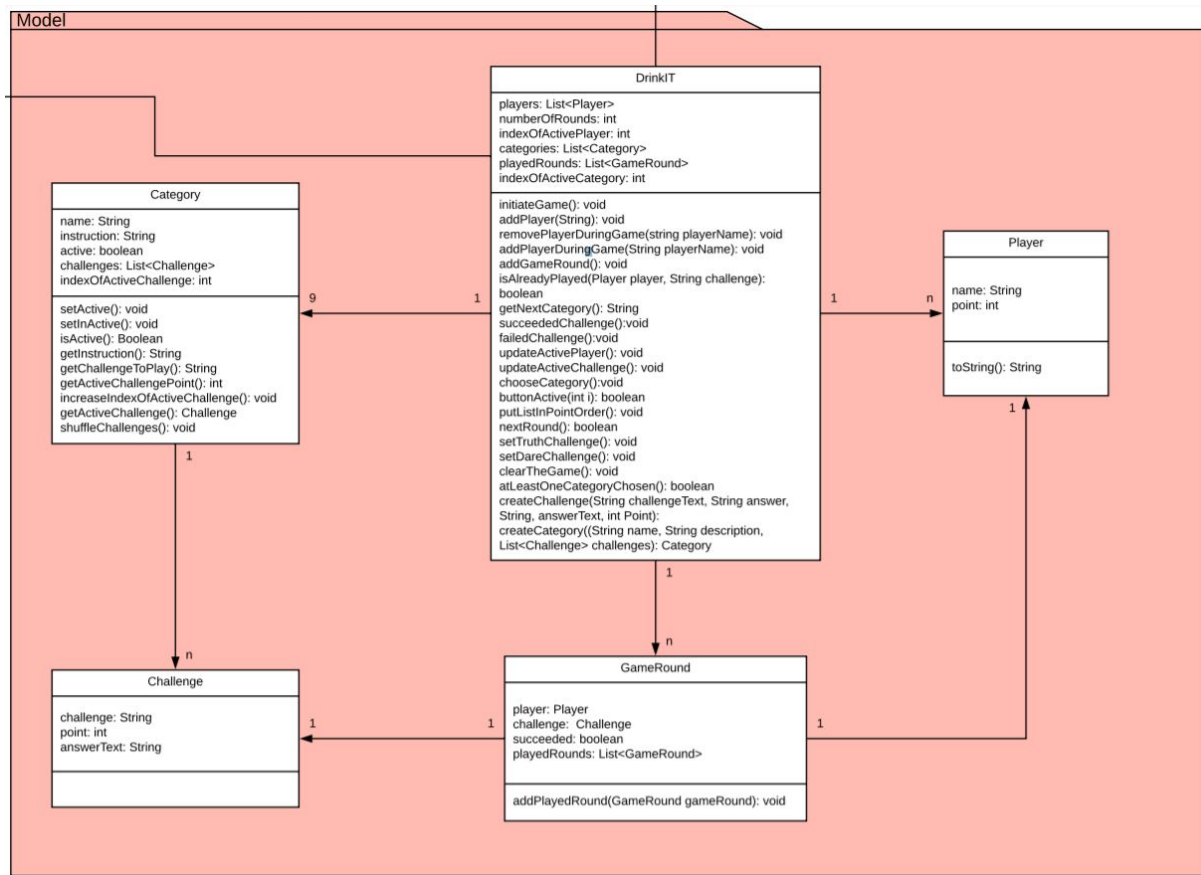 Model
DrinkIT
players: List<Player>
numberOfRounds: int
indexOfActivePlayer: int
categories: List<Category>
playedRounds: List<GameRound>
indexOfActiveCategory: int
initiateGame(): void
addPlayer(String): void
removePlayerDuringGame(string playerName): void
addPlayerDuringGame(String playerName): void
addGameRound(): void
isAlreadyPlayed(Player player, String challenge):
boolean
getNextCategory(): String
succeededChallenge():void
failedChallenge():void
updateActivePlayer(): void
updateActiveChallenge(): void
chooseCategory():void
buttonActive(int i): boolean
putListInPointOrder(): void
nextRound(): boolean
setTruthChallenge(): void
setDareChallenge(): void
clearTheGame(): void
atLeastOneCategoryChosen(): boolean
createChallenge(String challengeText, String answer,
String, answerText, int Point):
createCategory((String name, String description,
List<Challenge> challenges): Category
Category
name: String
instruction: String
active: boolean
challenges: List<Challenge>
indexOfActiveChallenge: int
setActive(): void
setInActive(): void
isActive(): Boolean
getInstruction(): String
getChallengeToPlay(): String
getActiveChallengePoint(): int
increaseIndexOfActiveChallenge(): void
getActiveChallenge(): Challenge
shuffleChallenges(): void
9
1
1
n
Player
name: String
point: int
toString(): String
1
1
1
n
n
Challenge
challenge: String
point: int
answerText: String
1
1
GameRound
player: Player
challenge: Challenge
succeeded: boolean
playedRounds: List<GameRound>
addPlayedRound(GameRound gameRound): void
1